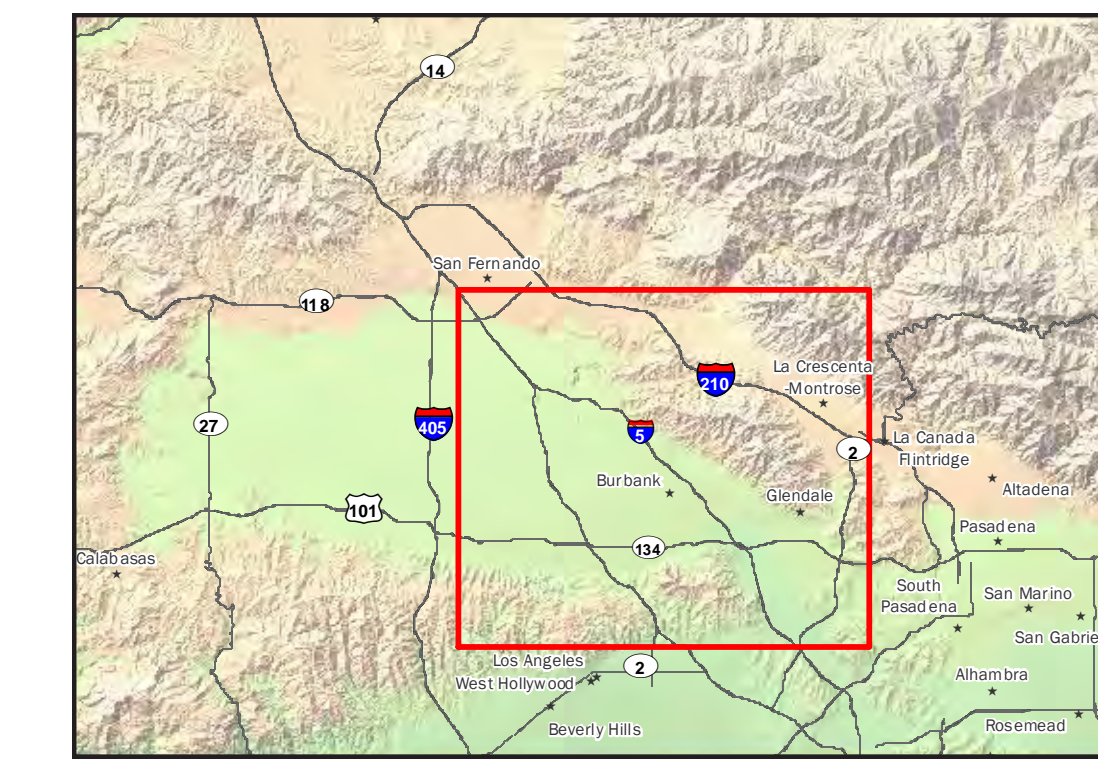 14
San Fernando
118
La Crescenta
-Montrose
210
27
405
5
2
La Canada
Flintridge
Burbank
Glendale
Altadena
101
Pasadena
134
Calabasas
South
Pasadena
San Marino
San Gabrie
Los Angeles
2
West Hollywood
Alhambra
Beverly Hills
Rosemead